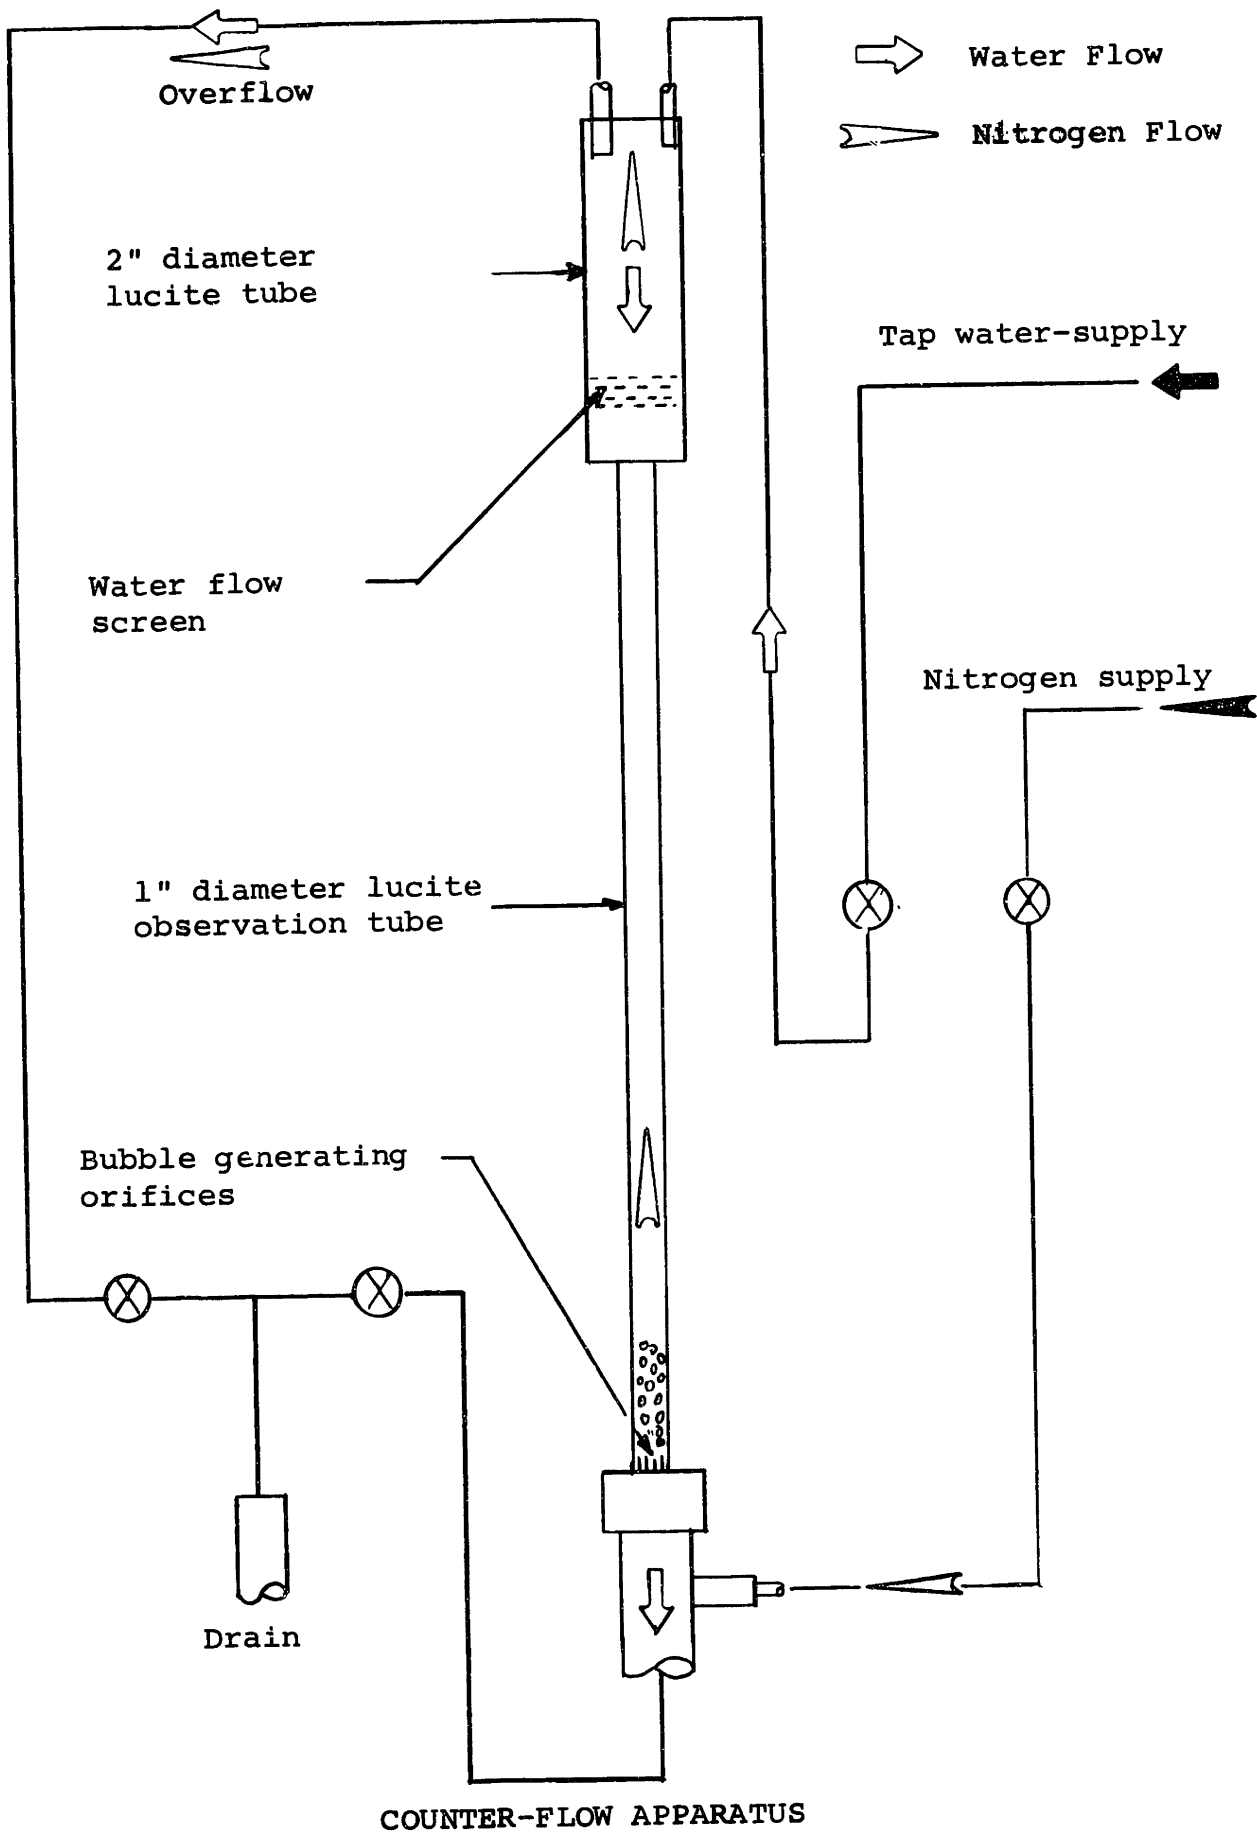 Water Flow
Overflow
Nitrogen Flow
2" diameter
lucite tube
Tap water-supply
Water flow
screen
Nitrogen supply
1" diameter lucite
observation tube
Bubble generating
orifices
Drain
COUNTER-FLOW APPARATUS